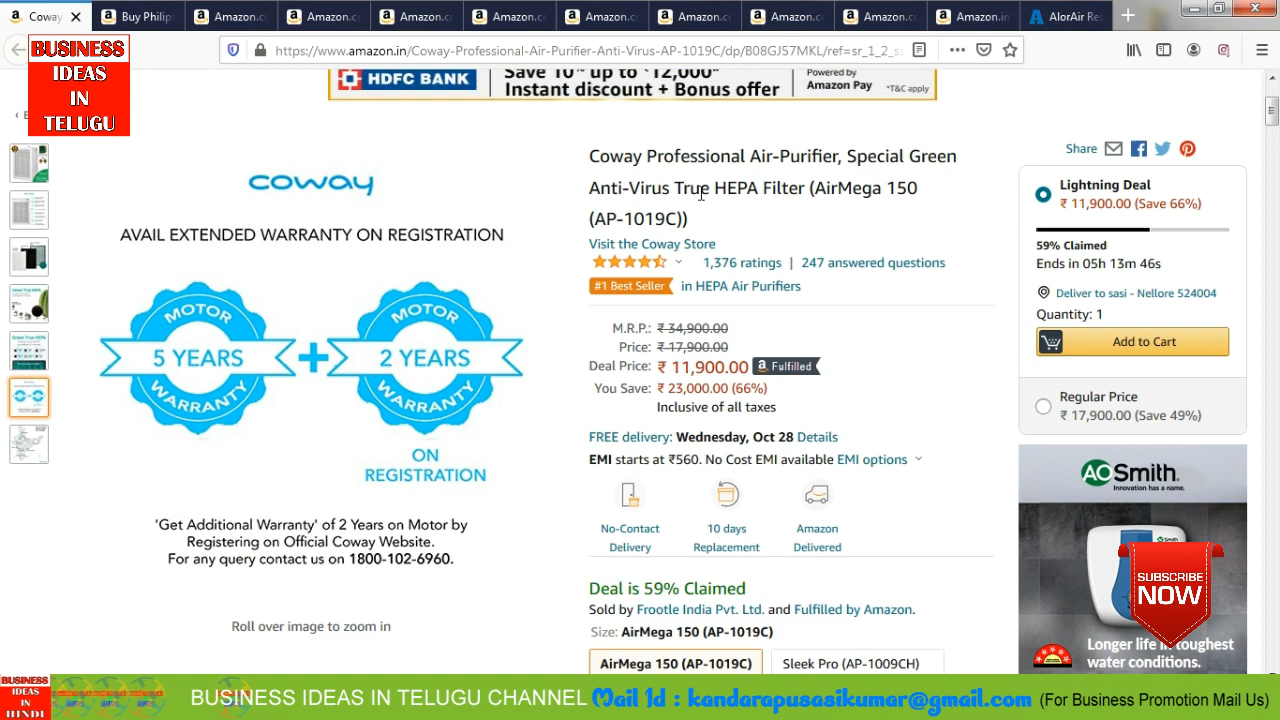 Coway
Buy Philip
Amazon.c
Amazon.in
Coway
Amazon.c
Amazon.c
Amazon.c
Amazon.c
Amazon.c
Amazon.in
AlorAir Re
https://www.amazon.in/Coway-Professional-Air-Purifier-Anti-Virus-AP-1019C/dp/B08GJ57MKL/ref=sr_1_2_s
BUSINESS
IDEAS
IN
TELUGU
HDFC BANK
Save 10% up to ₹12,000*
Instant discount + Bonus offer
Powered by
Amazon Pay
*T&C apply
coway
AVAIL EXTENDED WARRANTY ON REGISTRATION
MOTOR
5 YEARS
WARRANTY
+
MOTOR
2 YEARS
WARRANTY
ON
REGISTRATION
'Get Additional Warranty' of 2 Years on Motor by
Registering on Official Coway Website.
For any query contact us on 1800-102-6960.
Roll over image to zoom in
Coway Professional Air-Purifier, Special Green
Anti-Virus True HEPA Filter (AirMega 150
(AP-1019C))
Visit the Coway Store
1,376 ratings | 247 answered questions
#1 Best Seller in HEPA Air Purifiers
M.R.P.: ₹ 34,900.00
Price: ₹ 17,900.00
Deal Price: ₹ 11,900.00 Fulfilled
You Save: ₹ 23,000.00 (66%)
Inclusive of all taxes
FREE delivery: Wednesday, Oct 28 Details
EMI starts at ₹560. No Cost EMI available EMI options
No-Contact
Delivery
10 days
Replacement
Amazon
Delivered
Deal is 59% Claimed
Sold by Frootle India Pvt. Ltd. and Fulfilled by Amazon.
Size: AirMega 150 (AP-1019C)
AirMega 150 (AP-1019C)
Sleek Pro (AP-1009CH)
Share
Lightning Deal
₹ 11,900.00 (Save 66%)
59% Claimed
Ends in 05h 13m 46s
Deliver to sasi - Nellore 524004
Quantity: 1
Add to Cart
Regular Price
₹ 17,900.00 (Save 49%)
AO Smith
Innovation has a name.
SUBSCRIBE
NOW
Longer life in toughest
water conditions.
BUSINESS
IDEAS
IN
HINDI
BUSINESS IDEAS IN TELUGU CHANNEL Mail Id : kandarapusasikumar@gmail.com (For Business Promotion Mail Us)